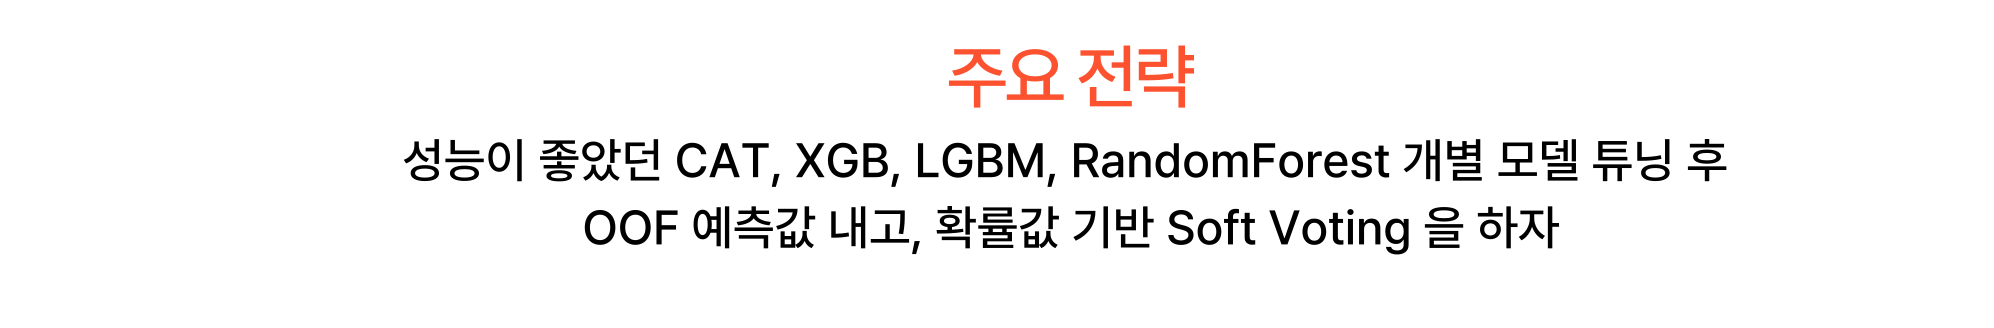 주요 전략
성능이 좋았던 CAT, XGB, LGBM, RandomForest 개별 모델 튜닝 후
OOF 예측값 내고, 확률값 기반 Soft Voting 을 하자